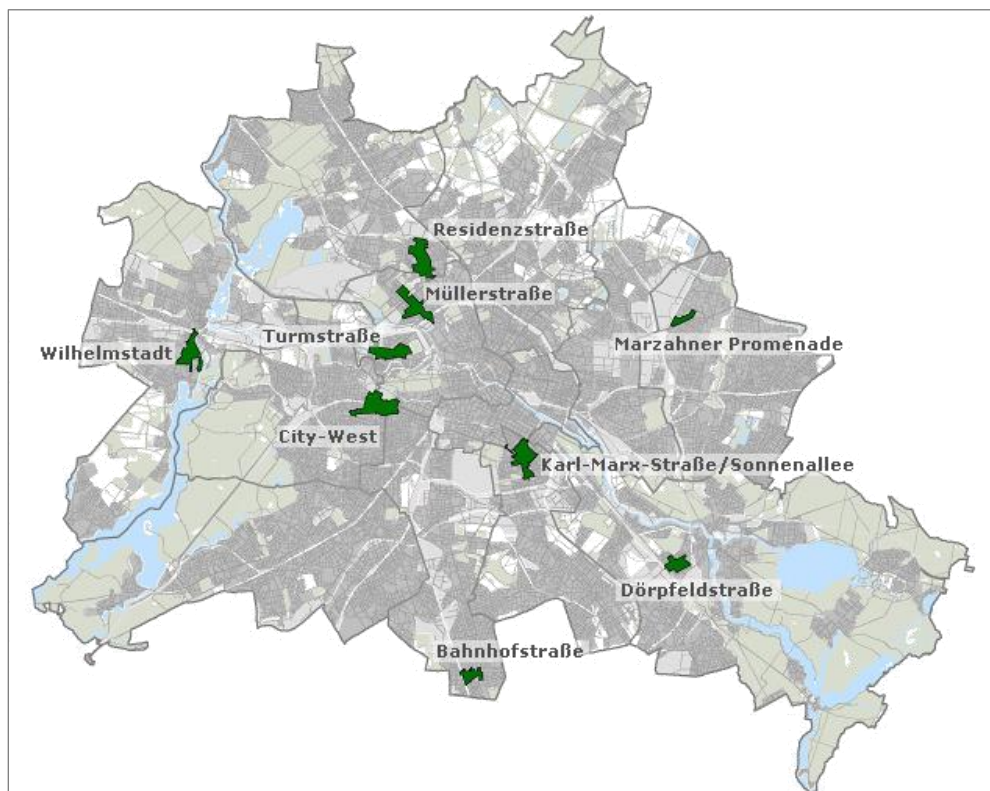 Residenzstraße
Müllerstraße
Turmstraße
Marzahner Promenade
Wilhelmstadt
City-West
Karl-Marx-Straße/Sonnenallee
Dörpfeldstraße
Bahnhofstraße